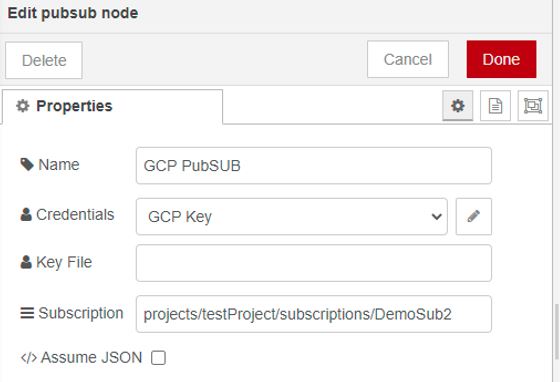 Edit pubsub node
Delete
Cancel
Done
Properties
Name
GCP PubSUB
Credentials
GCP Key
Key File
Subscription
projects/testProject/subscriptions/DemoSub2
</> Assume JSON